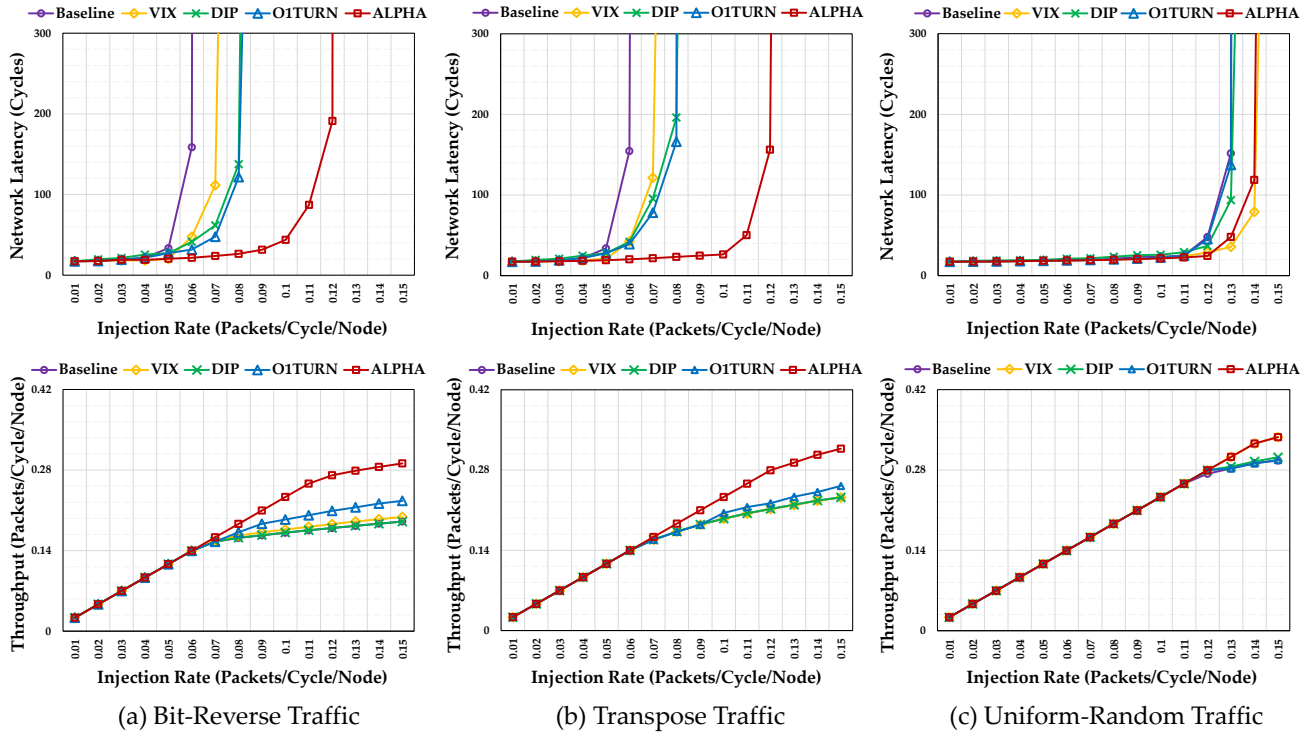 Baseline VIX DIP O1TURN ALPHA
300
200
100
0
Network Latency (Cycles)
0.01 0.02 0.03 0.04 0.05 0.06 0.07 0.08 0.09 0.1 0.11 0.12 0.13 0.14 0.15
Injection Rate (Packets/Cycle/Node)
Baseline VIX DIP O1TURN ALPHA
300
200
100
0
Network Latency (Cycles)
0.01 0.02 0.03 0.04 0.05 0.06 0.07 0.08 0.09 0.1 0.11 0.12 0.13 0.14 0.15
Injection Rate (Packets/Cycle/Node)
Baseline VIX DIP O1TURN ALPHA
300
200
100
0
Network Latency (Cycles)
0.01 0.02 0.03 0.04 0.05 0.06 0.07 0.08 0.09 0.1 0.11 0.12 0.13 0.14 0.15
Injection Rate (Packets/Cycle/Node)
Baseline VIX DIP O1TURN ALPHA
0.42
0.28
0.14
0
Throughput (Packets/Cycle/Node)
0.01 0.02 0.03 0.04 0.05 0.06 0.07 0.08 0.09 0.1 0.11 0.12 0.13 0.14 0.15
Injection Rate (Packets/Cycle/Node)
(a) Bit-Reverse Traffic
Baseline VIX DIP O1TURN ALPHA
0.42
0.28
0.14
0
Throughput (Packets/Cycle/Node)
0.01 0.02 0.03 0.04 0.05 0.06 0.07 0.08 0.09 0.1 0.11 0.12 0.13 0.14 0.15
Injection Rate (Packets/Cycle/Node)
(b) Transpose Traffic
Baseline VIX DIP O1TURN ALPHA
0.42
0.28
0.14
0
Throughput (Packets/Cycle/Node)
0.01 0.02 0.03 0.04 0.05 0.06 0.07 0.08 0.09 0.1 0.11 0.12 0.13 0.14 0.15
Injection Rate (Packets/Cycle/Node)
(c) Uniform-Random Traffic